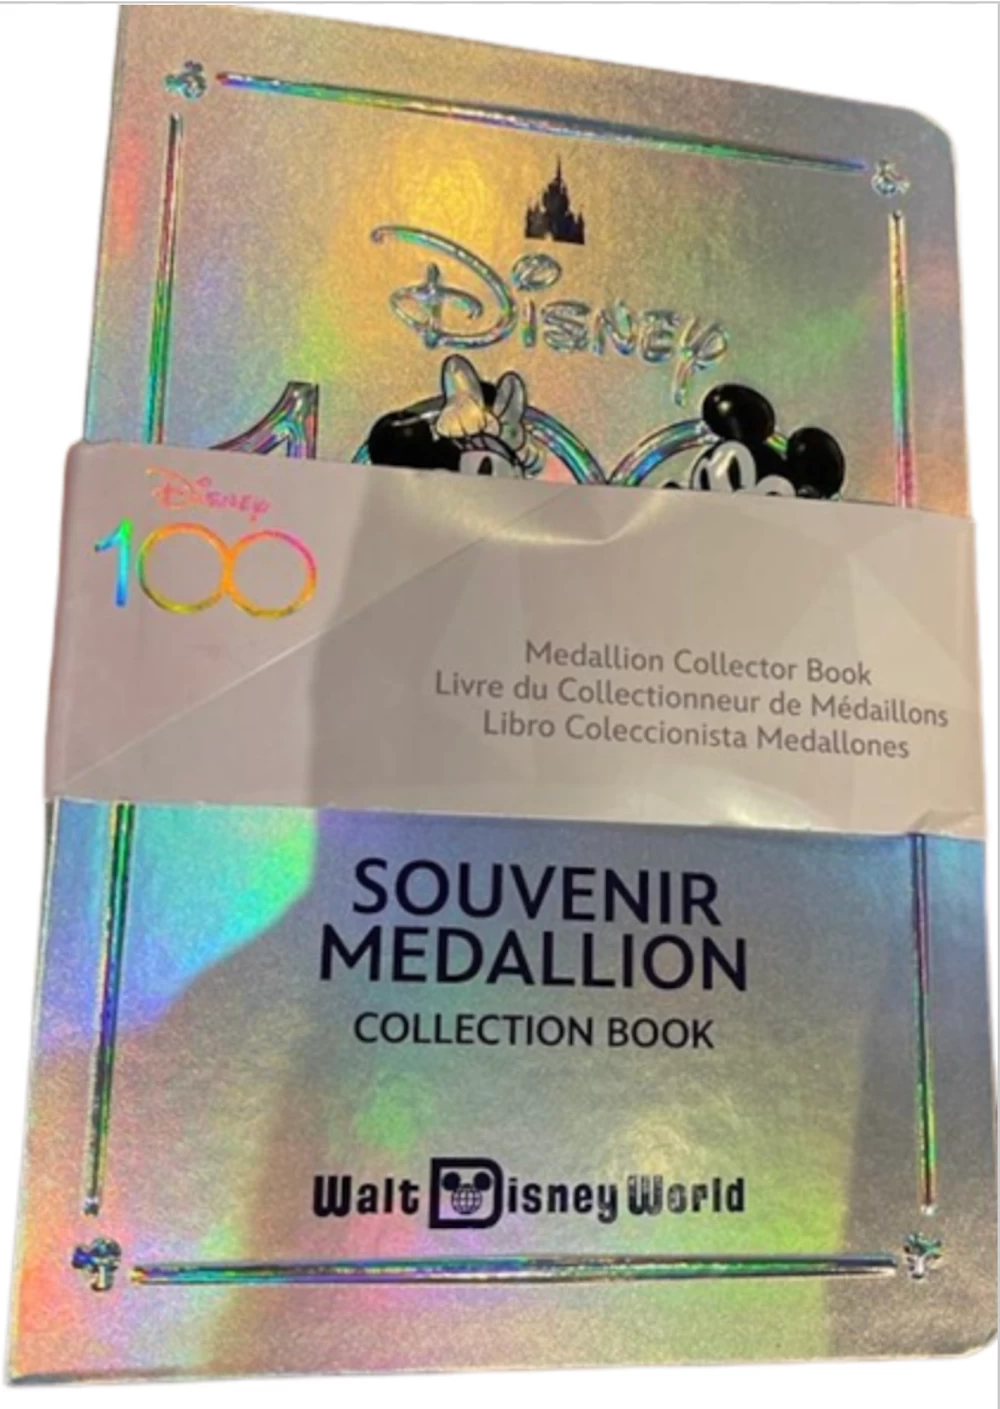 Disney
1
Disney
100
Medallion Collector Book
Livre du Collectionneur de Médaillons
Libro Coleccionista Medallones
SOUVENIR
MEDALLION
COLLECTION BOOK
Walt Disney World